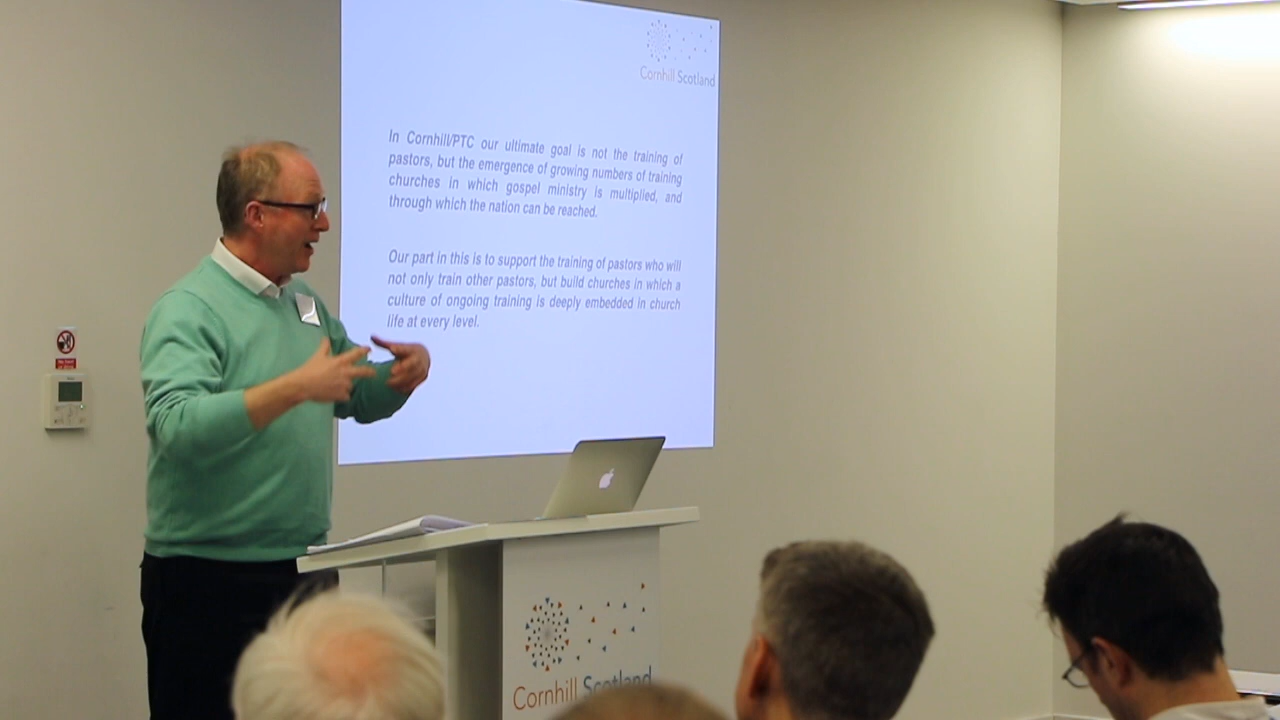 Cornhill Scotland
In Cornhill/PTC our ultimate goal is not the training of
pastors, but the emergence of growing numbers of training
churches in which gospel ministry is multiplied, and
through which the nation can be reached.
Our part in this is to support the training of pastors who will
not only train other pastors, but build churches in which a
culture of ongoing training is deeply embedded in church
life at every level.
Cornhill Scotland